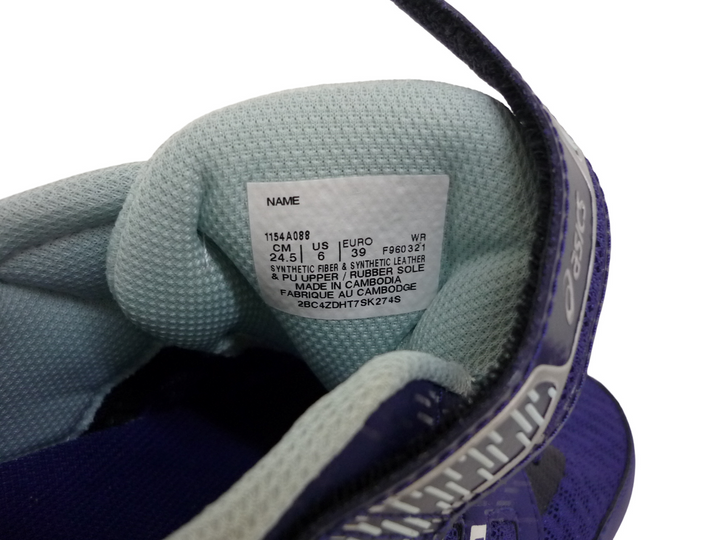 NAME
1154A088 WR
CM US EURO F960321
24.5 6 39
SYNTHETIC FIBER & SYNTHETIC LEATHER
& PU UPPER / RUBBER SOLE
MADE IN CAMBODIA
FABRIQUE AU CAMBODGE
2BC4ZDHT7SK274S
asics